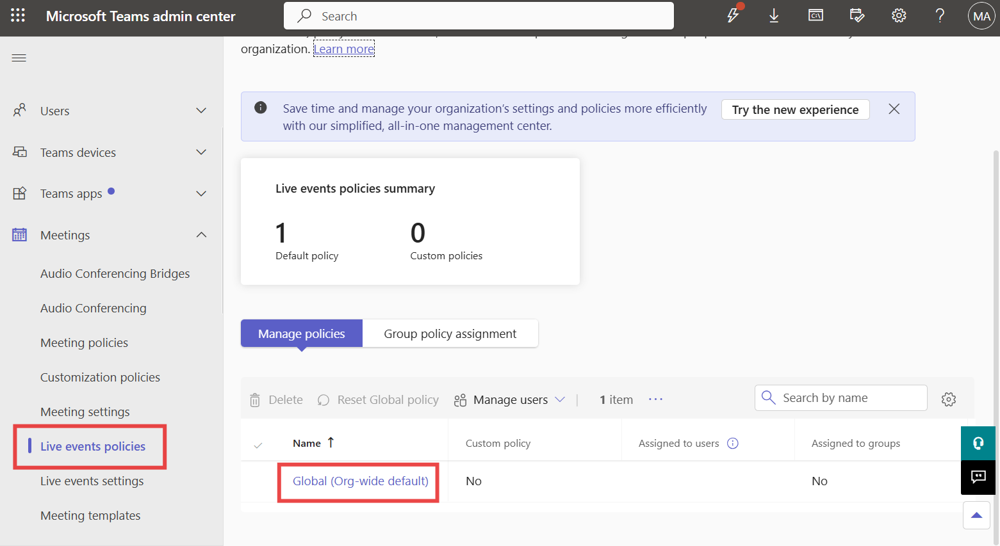 Microsoft Teams admin center
Search
C:\
MA
organization. Learn more
Users
Teams devices
Teams apps
Meetings
Audio Conferencing Bridges
Audio Conferencing
Meeting policies
Customization policies
Meeting settings
Live events policies
Live events settings
Meeting templates
Save time and manage your organization's settings and policies more efficiently
with our simplified, all-in-one management center.
Try the new experience
Live events policies summary
1 0
Default policy Custom policies
Manage policies Group policy assignment
Delete Reset Global policy Manage users | 1 item ··· Search by name
Name ↑ Custom policy Assigned to users Assigned to groups
Global (Org-wide default) No No